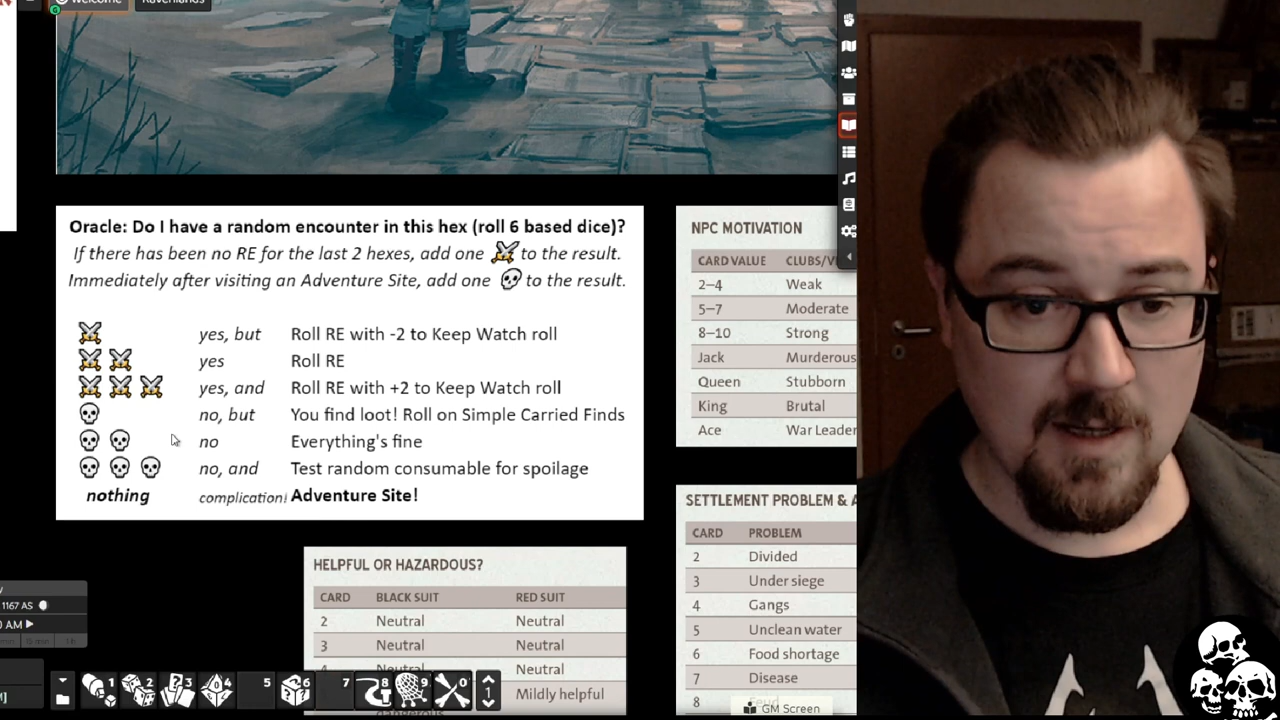 Welcome
Ravenlands
Oracle: Do I have a random encounter in this hex (roll 6 based dice)?
If there has been no RE for the last 2 hexes, add one to the result.
Immediately after visiting an Adventure Site, add one to the result.
yes, but Roll RE with -2 to Keep Watch roll
yes Roll RE
yes, and Roll RE with +2 to Keep Watch roll
no, but You find loot! Roll on Simple Carried Finds
no Everything's fine
no, and Test random consumable for spoilage
nothing complication! Adventure Site!
NPC MOTIVATION
CARD VALUE CLUBS/
2–4 Weak
5–7 Moderate
8–10 Strong
Jack Murderous
Queen Stubborn
King Brutal
Ace War Leader
SETTLEMENT PROBLEM & A
CARD PROBLEM
2 Divided
3 Under siege
4 Gangs
5 Unclean water
6 Food shortage
7 Disease
8
HELPFUL OR HAZARDOUS?
CARD BLACK SUIT RED SUIT
2 Neutral Neutral
3 Neutral Neutral
4 Neutral Neutral
Mildly helpful
1167 AS
0 AM
1 2 3 4 5 6 7 8 9 0
1
GM Screen